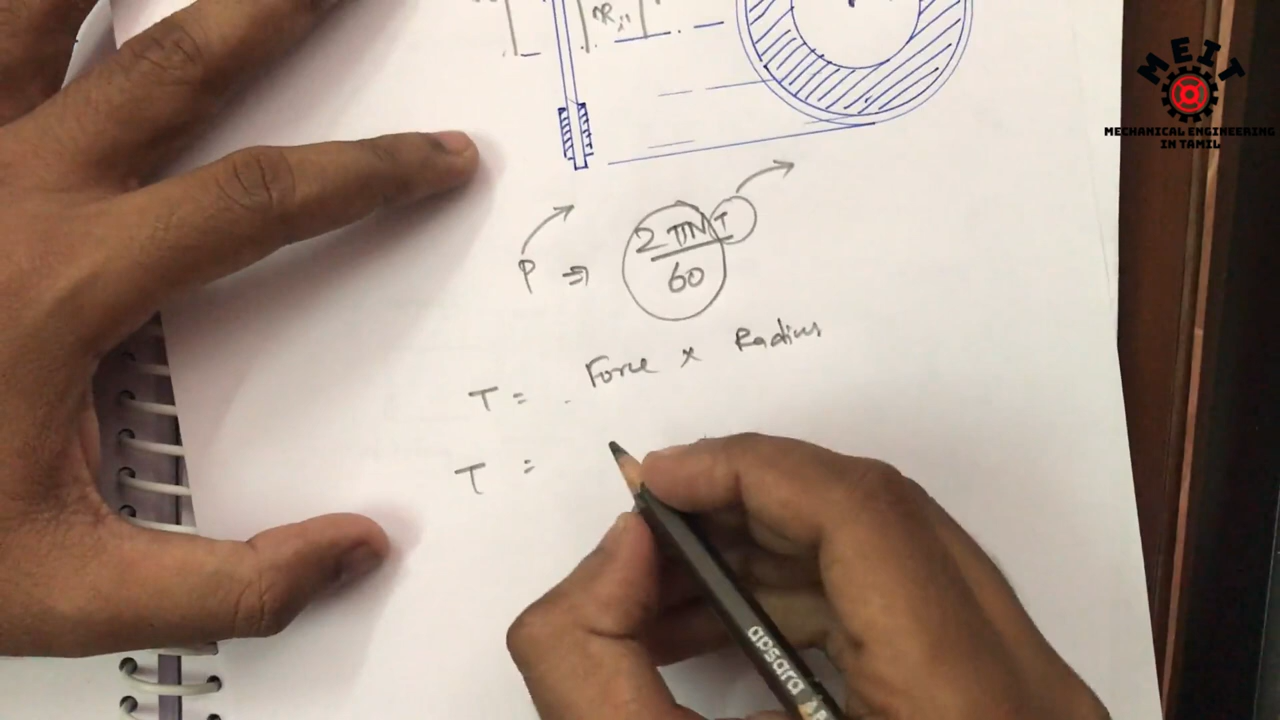 MEIT
MECHANICAL ENGINEERING
IN TAMIL
P ⇒ 2πNT
60
T = Force × Radius
T =
apsara